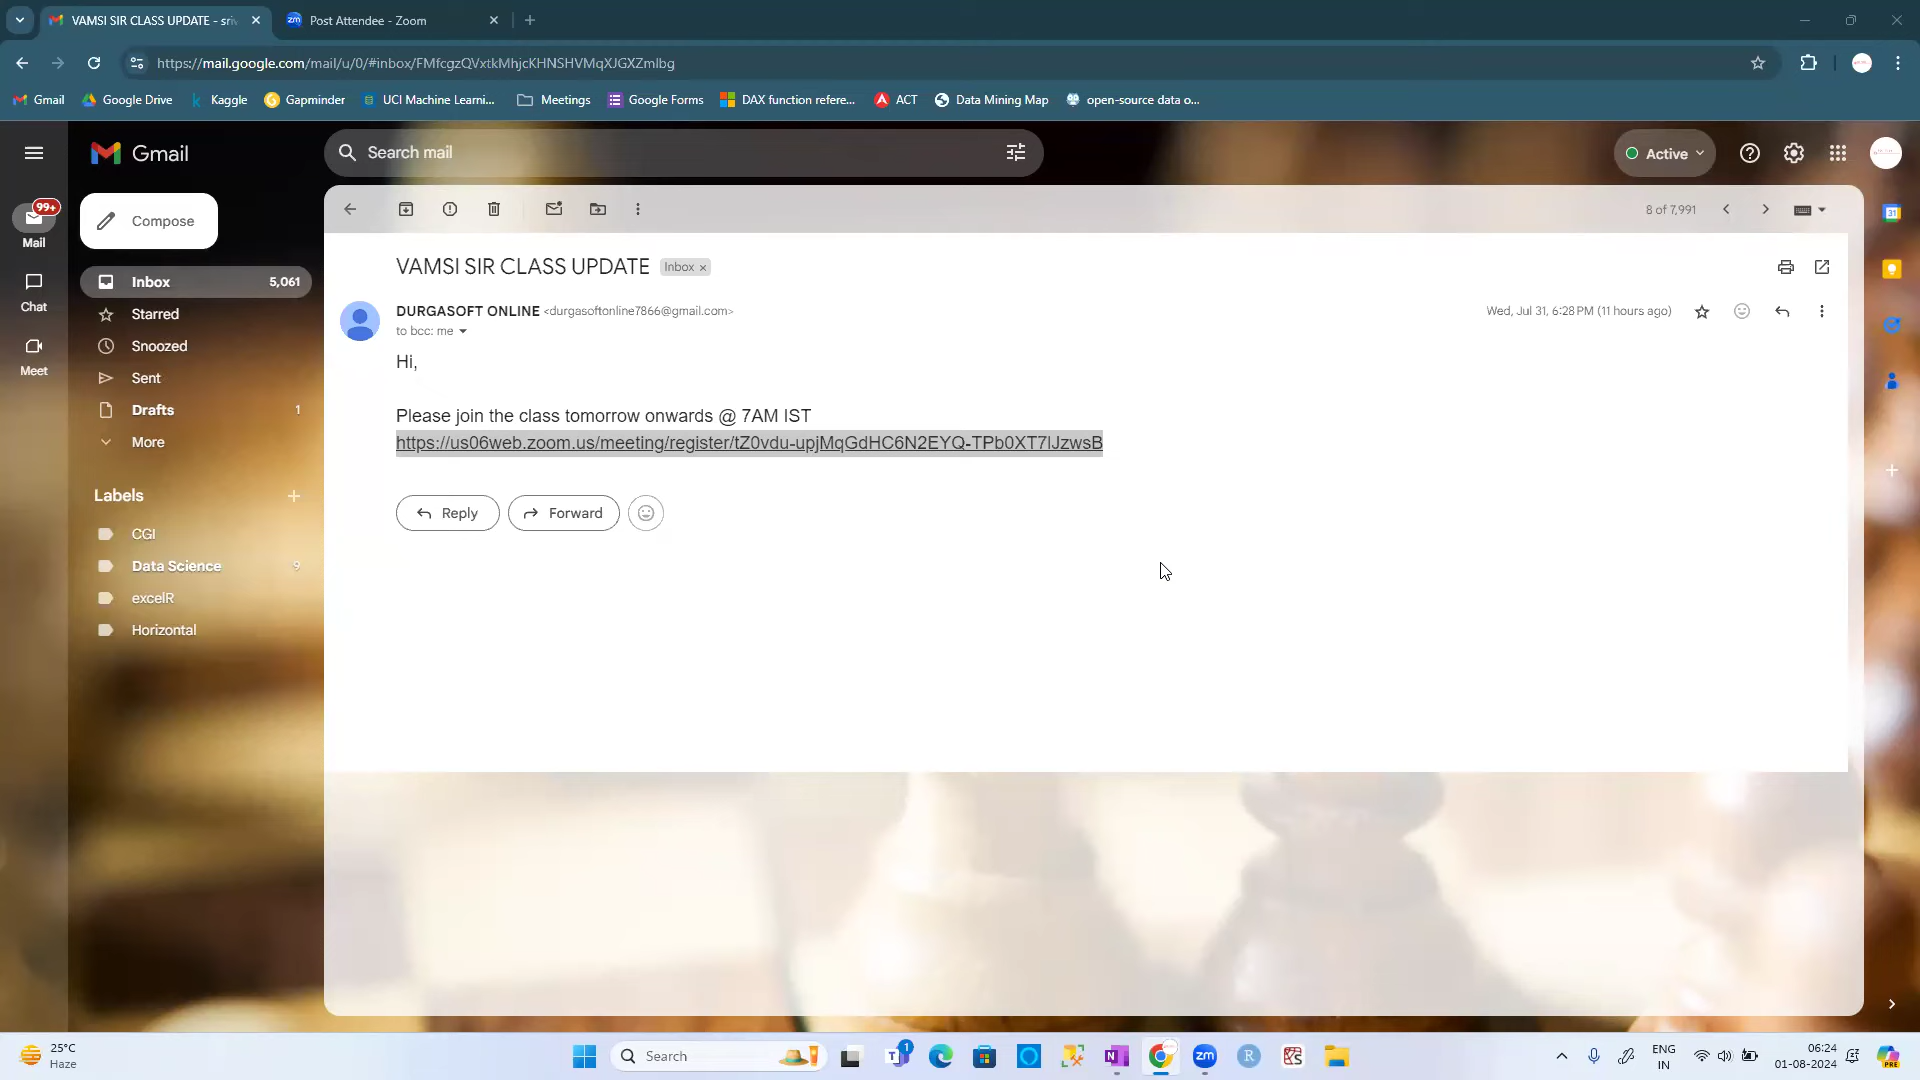 VAMSI SIR CLASS UPDATE - sri
Post Attendee - Zoom
https://mail.google.com/mail/u/0/#inbox/FMfcgzQVxtkMhjcKHNSHVMqXJGXZmlbg
Gmail
Google Drive
Kaggle
Gapminder
UCI Machine Learni...
Meetings
Google Forms
DAX function refere...
ACT
Data Mining Map
open-source data o...
Gmail
Search mail
Active
99+
Mail
Chat
Meet
Compose
Inbox 5,061
Starred
Snoozed
Sent
Drafts 1
More
Labels
CGI
Data Science 9
excelR
Horizontal
8 of 7,991
VAMSI SIR CLASS UPDATE Inbox
DURGASOFT ONLINE <durgasoftonline7866@gmail.com>
Wed, Jul 31, 6:28 PM (11 hours ago)
to bcc: me
Hi,
Please join the class tomorrow onwards @ 7AM IST
https://us06web.zoom.us/meeting/register/tZ0vdu-upjMqGdHC6N2EYQ-TPb0XT7lJzwsB
Reply
Forward
25°C
Haze
Search
1
ENG
IN
06:24
01-08-2024